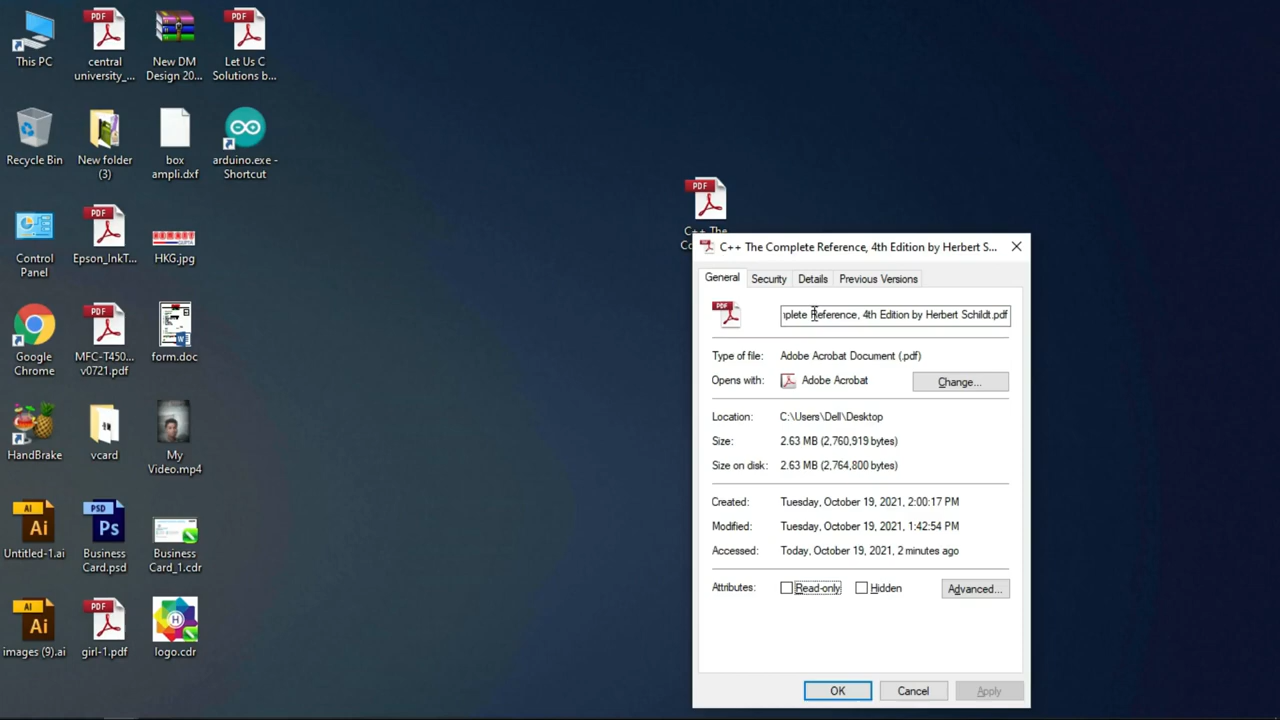 This PC
PDF
central
university_...
New DM
Design 20...
PDF
Let Us C
Solutions b...
Recycle Bin
New folder
(3)
box
ampli.dxf
arduino.exe -
Shortcut
Control
Panel
PDF
Epson_InkT...
HKG.jpg
Google
Chrome
PDF
MFC-T450...
v0721.pdf
form.doc
HandBrake
vcard
My
Video.mp4
AI
Ai
Untitled-1.ai
PSD
Ps
Business
Card.psd
Business
Card_1.cdr
AI
Ai
images (9).ai
PDF
girl-1.pdf
H
logo.cdr
PDF
C++ The
C++ The Complete Reference, 4th Edition by Herbert S...
General
Security
Details
Previous Versions
PDF
plete Reference, 4th Edition by Herbert Schildt.pdf
Type of file: Adobe Acrobat Document (.pdf)
Opens with: Adobe Acrobat Change...
Location: C:\Users\Dell\Desktop
Size: 2.63 MB (2,760,919 bytes)
Size on disk: 2.63 MB (2,764,800 bytes)
Created: Tuesday, October 19, 2021, 2:00:17 PM
Modified: Tuesday, October 19, 2021, 1:42:54 PM
Accessed: Today, October 19, 2021, 2 minutes ago
Attributes: Read-only Hidden Advanced...
OK Cancel Apply